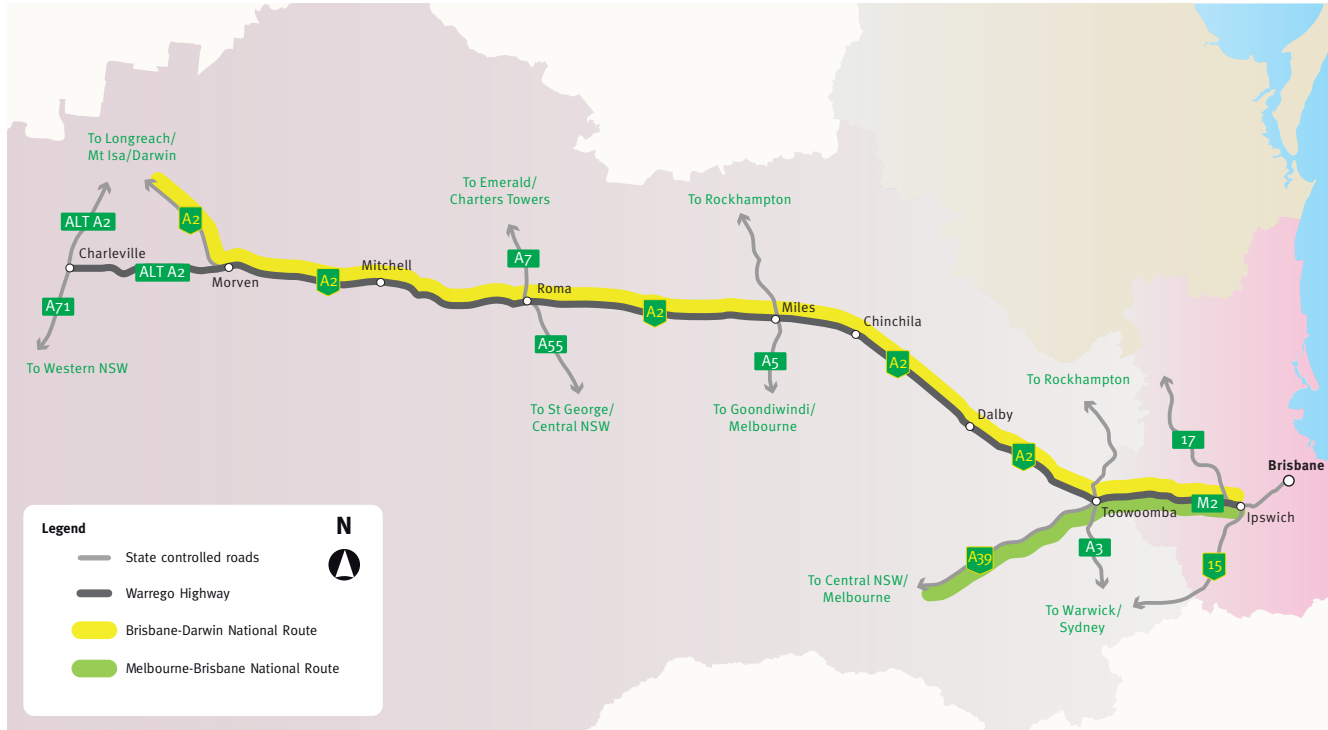 To Longreach/
Mt Isa/Darwin
ALT A2
A2
Charleville
ALT A2
Morven
A71
To Western NSW
A2
Mitchell
To Emerald/
Charters Towers
A7
Roma
A55
To St George/
Central NSW
A2
To Rockhampton
Miles
A5
To Goondiwindi/
Melbourne
Chinchila
A2
Dalby
A2
To Rockhampton
17
Brisbane
M2
Toowoomba
Ipswich
A3
A39
15
To Central NSW/
Melbourne
To Warwick/
Sydney
Legend
N
State controlled roads
Warrego Highway
Brisbane-Darwin National Route
Melbourne-Brisbane National Route